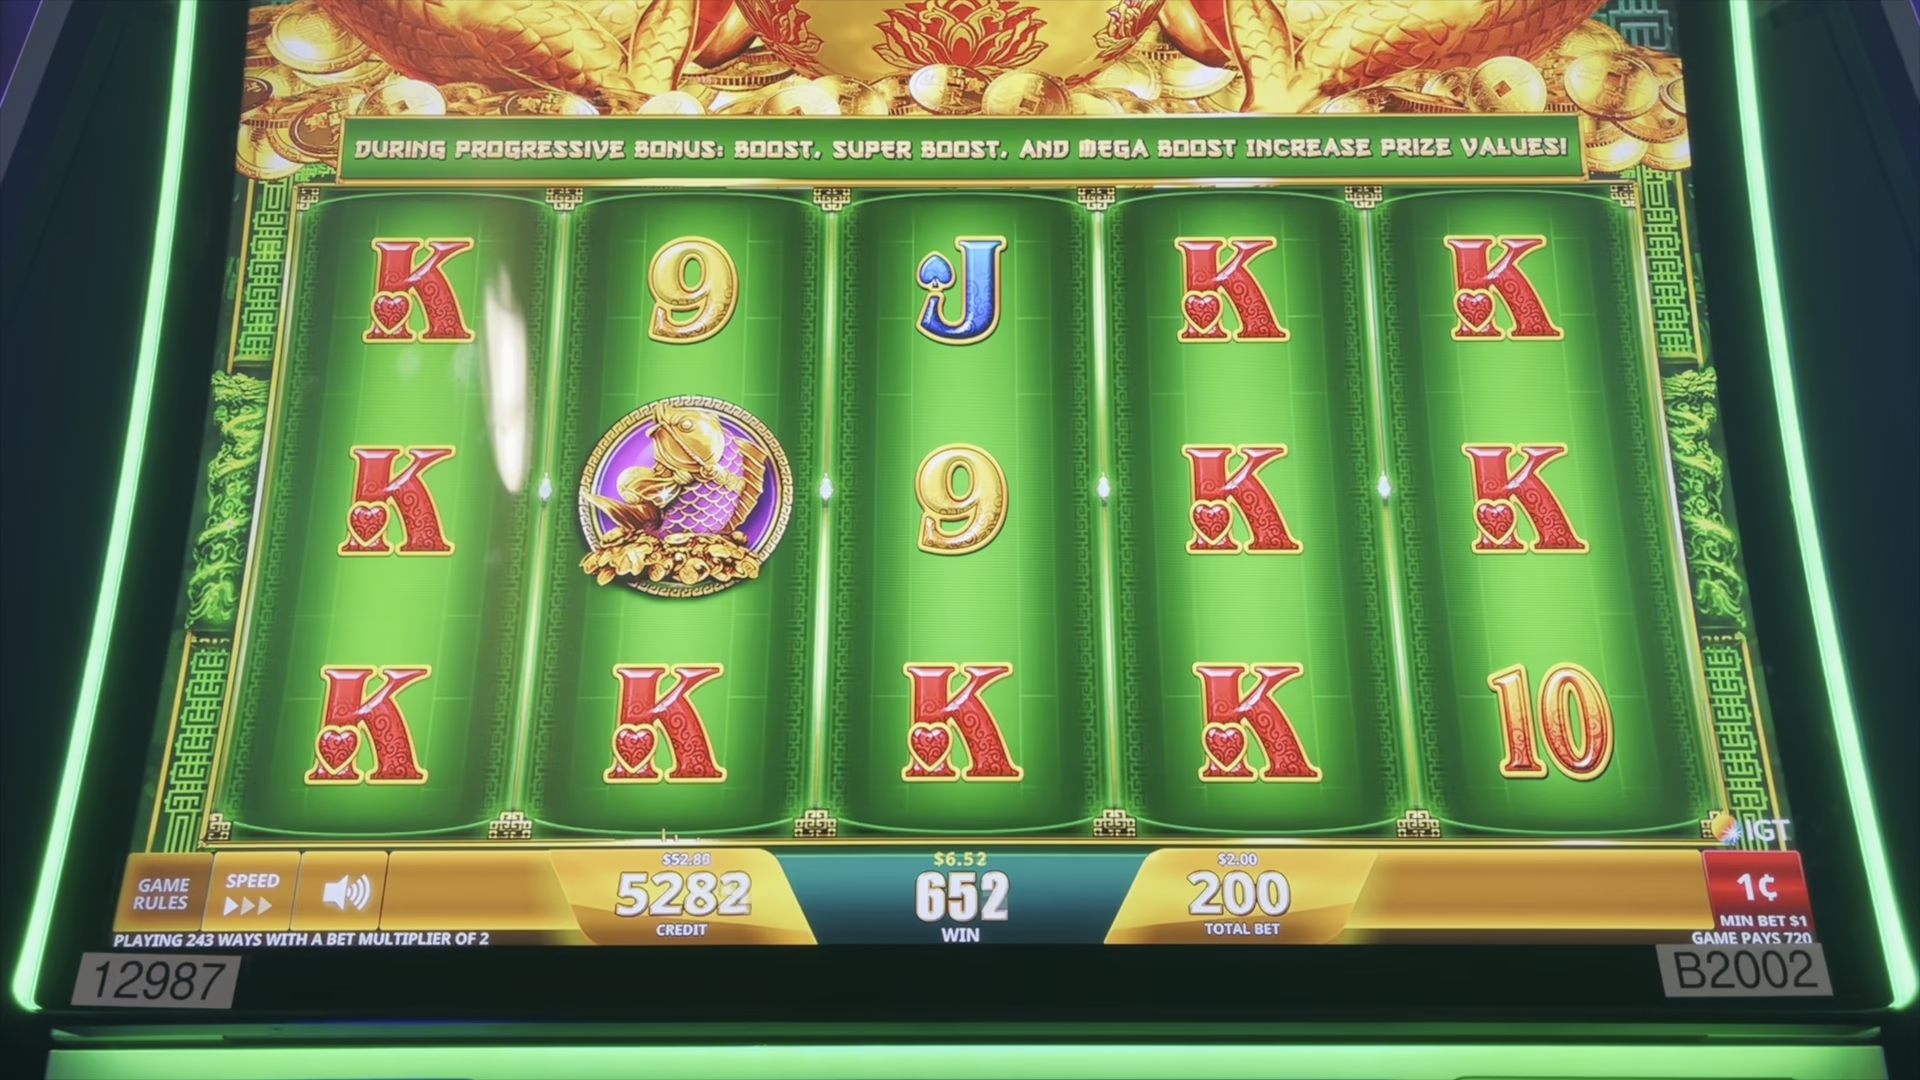 DURING PROGRESSIVE BONUS: BOOST, SUPER BOOST, AND MEGA BOOST INCREASE PRIZE VALUES!
K 9 J K K
K 9 K K
K K K K 10
IGT
GAME RULES
SPEED
$52.80
5282
CREDIT
$6.52
652
WIN
$2.00
200
TOTAL BET
1¢
MIN BET $1
GAME PAYS 720
PLAYING 243 WAYS WITH A BET MULTIPLIER OF 2
12987
B2002